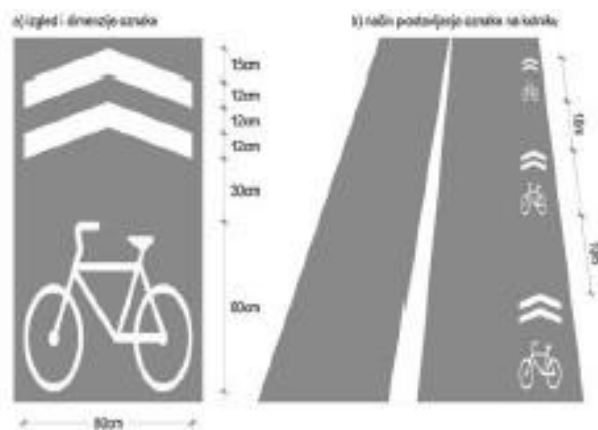 a) izgled i dimenzije oznake
15cm
12cm
12cm
12cm
30cm
80cm
80cm
b) način postavljanja oznake na kolniku